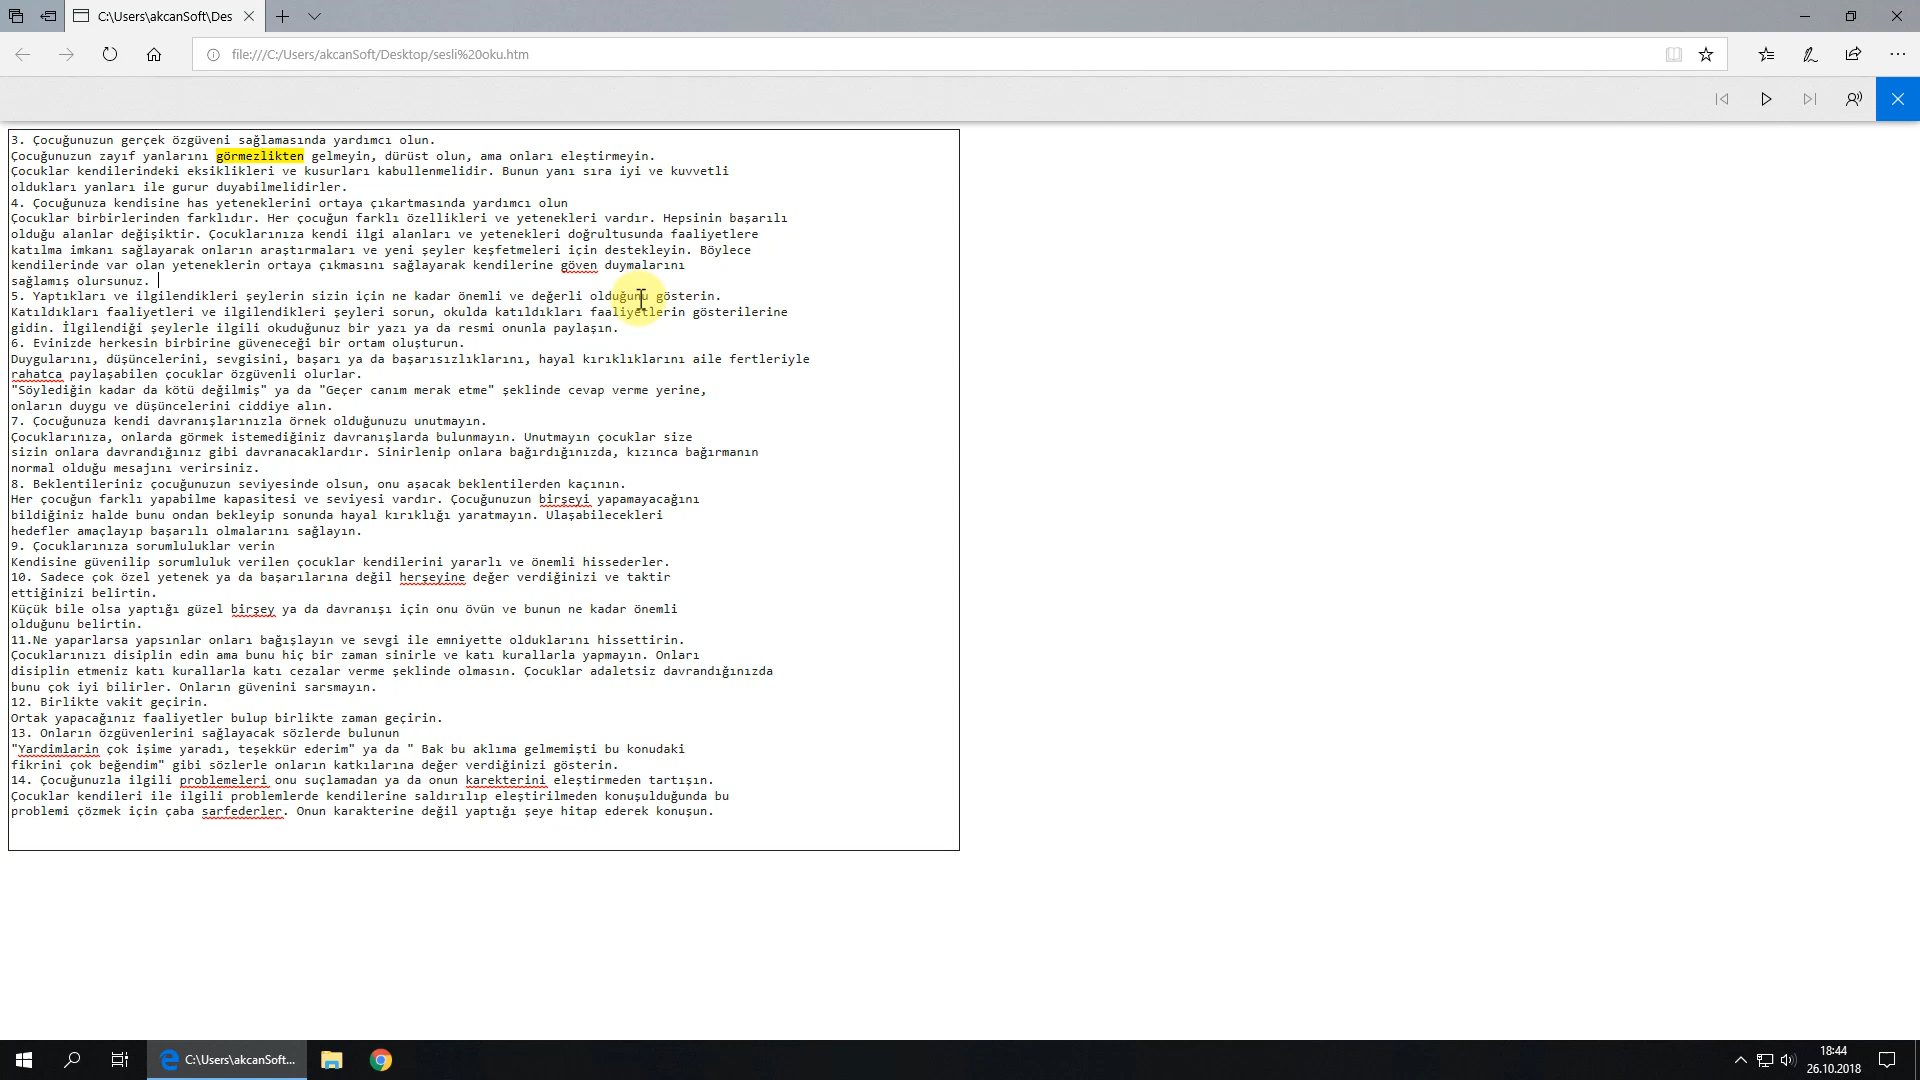 C:\Users\akcanSoft\Des
file:///C:/Users/akcanSoft/Desktop/sesli%20oku.htm
3. Çocuğunuzun gerçek özgüveni sağlamasında yardımcı olun.
Çocuğunuzun zayıf yanlarını görmezlikten gelmeyin, dürüst olun, ama onları eleştirmeyin.
Çocuklar kendilerindeki eksiklikleri ve kusurları kabullenmelidir. Bunun yanı sıra iyi ve kuvvetli
oldukları yanları ile gurur duyabilmelidirler.
4. Çocuğunuza kendisine has yeteneklerini ortaya çıkartmasında yardımcı olun
Çocuklar birbirlerinden farklıdır. Her çocuğun farklı özellikleri ve yetenekleri vardır. Hepsinin başarılı
olduğu alanlar değişiktir. Çocuklarınıza kendi ilgi alanları ve yetenekleri doğrultusunda faaliyetlere
katılma imkanı sağlayarak onların araştırmaları ve yeni şeyler keşfetmeleri için destekleyin. Böylece
kendilerinde var olan yeteneklerin ortaya çıkmasını sağlayarak kendilerine göven duymalarını
sağlamış olursunuz.
5. Yaptıkları ve ilgilendikleri şeylerin sizin için ne kadar önemli ve değerli olduğunu gösterin.
Katıldıkları faaliyetleri ve ilgilendikleri şeyleri sorun, okulda katıldıkları faaliyetlerin gösterilerine
gidin. İlgilendiği şeylerle ilgili okuduğunuz bir yazı ya da resmi onunla paylaşın.
6. Evinizde herkesin birbirine güveneceği bir ortam oluşturun.
Duygularını, düşüncelerini, sevgisini, başarı ya da başarısızlıklarını, hayal kırıklıklarını aile fertleriyle
rahatca paylaşabilen çocuklar özgüvenli olurlar.
"Söylediğin kadar da kötü değilmiş" ya da "Geçer canım merak etme" şeklinde cevap verme yerine,
onların duygu ve düşüncelerini ciddiye alın.
7. Çocuğunuza kendi davranışlarınızla örnek olduğunuzu unutmayın.
Çocuklarınıza, onlarda görmek istemediğiniz davranışlarda bulunmayın. Unutmayın çocuklar size
sizin onlara davrandığınız gibi davranacaklardır. Sinirlenip onlara bağırdığınızda, kızınca bağırmanın
normal olduğu mesajını verirsiniz.
8. Beklentileriniz çocuğunuzun seviyesinde olsun, onu aşacak beklentilerden kaçının.
Her çocuğun farklı yapabilme kapasitesi ve seviyesi vardır. Çocuğunuzun birşeyi yapamayacağını
bildiğiniz halde bunu ondan bekleyip sonunda hayal kırıklığı yaratmayın. Ulaşabilecekleri
hedefler amaçlayıp başarılı olmalarını sağlayın.
9. Çocuklarınıza sorumluluklar verin
Kendisine güvenilip sorumluluk verilen çocuklar kendilerini yararlı ve önemli hissederler.
10. Sadece çok özel yetenek ya da başarılarına değil herşeyine değer verdiğinizi ve taktir
ettiğinizi belirtin.
Küçük bile olsa yaptığı güzel birşey ya da davranışı için onu övün ve bunun ne kadar önemli
olduğunu belirtin.
11.Ne yaparlarsa yapsınlar onları bağışlayın ve sevgi ile emniyette olduklarını hissettirin.
Çocuklarınızı disiplin edin ama bunu hiç bir zaman sinirle ve katı kurallarla yapmayın. Onları
disiplin etmeniz katı kurallarla katı cezalar verme şeklinde olmasın. Çocuklar adaletsiz davrandığınızda
bunu çok iyi bilirler. Onların güvenini sarsmayın.
12. Birlikte vakit geçirin.
Ortak yapacağınız faaliyetler bulup birlikte zaman geçirin.
13. Onların özgüvenlerini sağlayacak sözlerde bulunun
"Yardimlarin çok işime yaradı, teşekkür ederim" ya da " Bak bu aklıma gelmemişti bu konudaki
fikrini çok beğendim" gibi sözlerle onların katkılarına değer verdiğinizi gösterin.
14. Çocuğunuzla ilgili problemeleri onu suçlamadan ya da onun karekterini eleştirmeden tartışın.
Çocuklar kendileri ile ilgili problemlerde kendilerine saldırılıp eleştirilmeden konuşulduğunda bu
problemi çözmek için çaba sarfederler. Onun karakterine değil yaptığı şeye hitap ederek konuşun.
C:\Users\akcanSoft...
18:44
26.10.2018